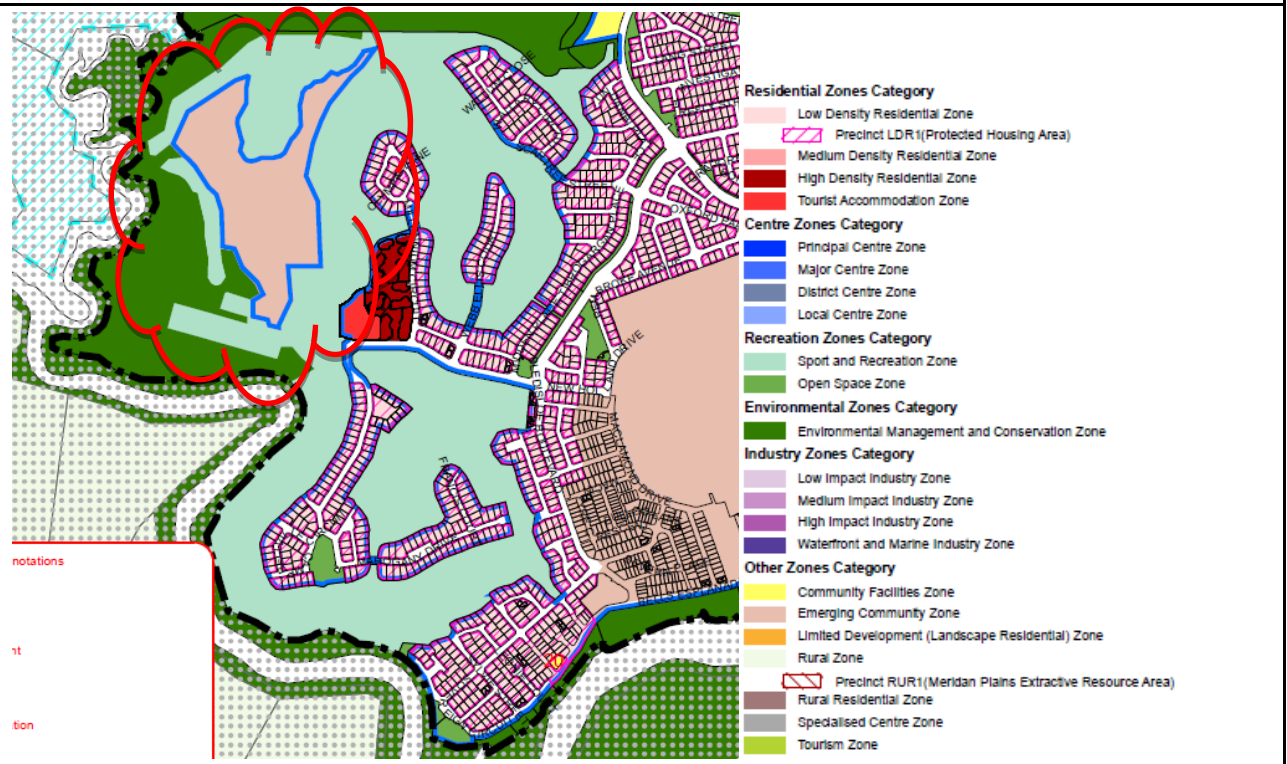 Residential Zones Category
Low Density Residential Zone
Precinct LDR1(Protected Housing Area)
Medium Density Residential Zone
High Density Residential Zone
Tourist Accommodation Zone
Centre Zones Category
Principal Centre Zone
Major Centre Zone
District Centre Zone
Local Centre Zone
Recreation Zones Category
Sport and Recreation Zone
Open Space Zone
Environmental Zones Category
Environmental Management and Conservation Zone
Industry Zones Category
Low Impact Industry Zone
Medium Impact Industry Zone
High Impact Industry Zone
Waterfront and Marine Industry Zone
Other Zones Category
Community Facilities Zone
Emerging Community Zone
Limited Development (Landscape Residential) Zone
Rural Zone
Precinct RUR1(Meridan Plains Extractive Resource Area)
Rural Residential Zone
Specialised Centre Zone
Tourism Zone
notations
nt
tion
20
BROKE AVENUE
DRIVE